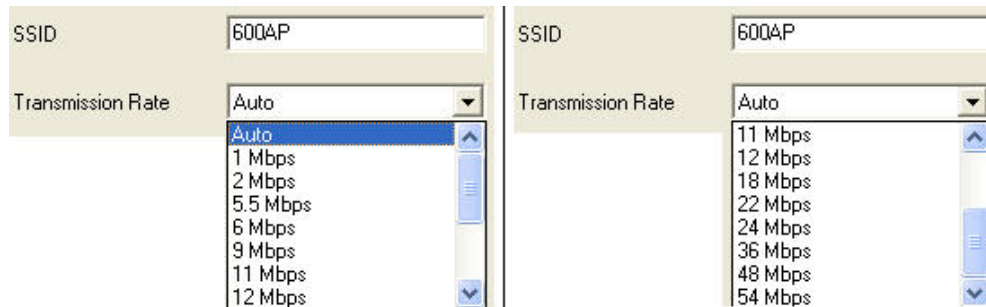 SSID 600AP
Transmission Rate Auto
Auto
1 Mbps
2 Mbps
5.5 Mbps
6 Mbps
9 Mbps
11 Mbps
12 Mbps
SSID 600AP
Transmission Rate Auto
11 Mbps
12 Mbps
18 Mbps
22 Mbps
24 Mbps
36 Mbps
48 Mbps
54 Mbps